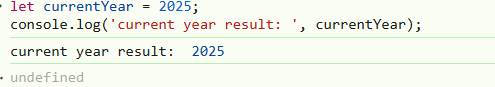 let currentYear = 2025;
console.log('current year result: ', currentYear);
current year result:  2025
undefined